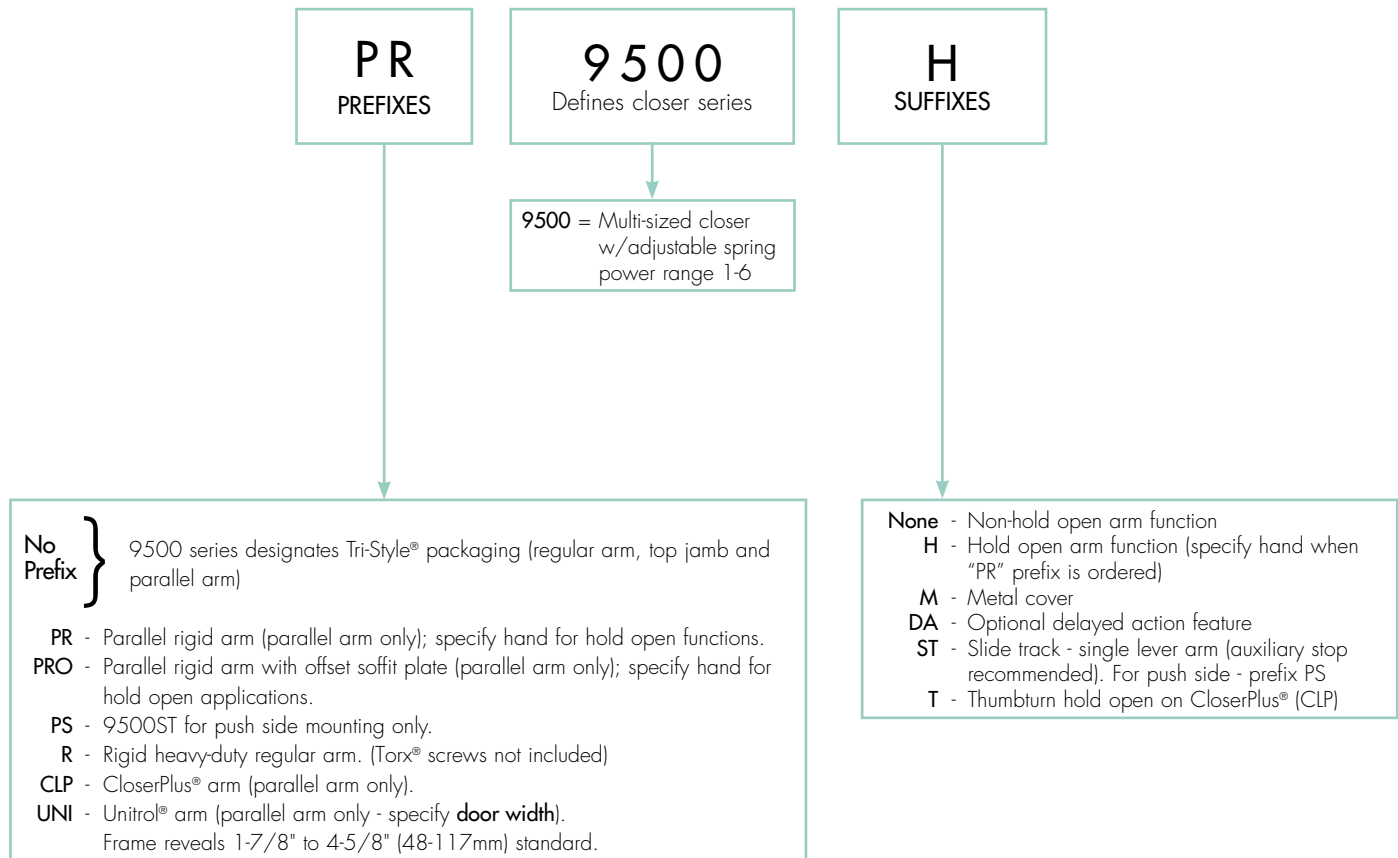 PR
PREFIXES
9500
Defines closer series
H
SUFFIXES
9500 = Multi-sized closer
w/adjustable spring
power range 1-6
No
Prefix
9500 series designates Tri-Style® packaging (regular arm, top jamb and
parallel arm)
PR - Parallel rigid arm (parallel arm only); specify hand for hold open functions.
PRO - Parallel rigid arm with offset soffit plate (parallel arm only); specify hand for
hold open applications.
PS - 9500ST for push side mounting only.
R - Rigid heavy-duty regular arm. (Torx® screws not included)
CLP - CloserPlus® arm (parallel arm only).
UNI - Unitrol® arm (parallel arm only - specify door width).
Frame reveals 1-7/8" to 4-5/8" (48-117mm) standard.
None - Non-hold open arm function
H - Hold open arm function (specify hand when
"PR" prefix is ordered)
M - Metal cover
DA - Optional delayed action feature
ST - Slide track - single lever arm (auxiliary stop
recommended). For push side - prefix PS
T - Thumbturn hold open on CloserPlus® (CLP)